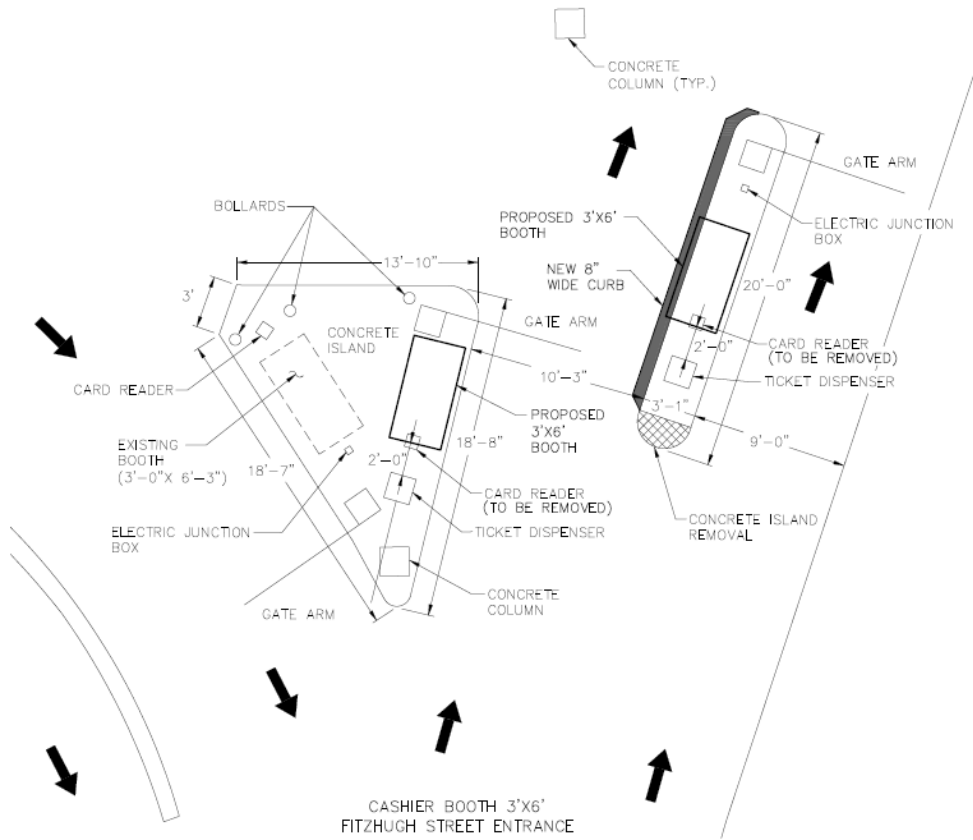 CONCRETE
COLUMN (TYP.)
GATE ARM
BOLLARDS
PROPOSED 3'X6'
BOOTH
ELECTRIC JUNCTION
BOX
13'-10"
3'
NEW 8"
WIDE CURB
20'-0"
CONCRETE
ISLAND
GATE ARM
CARD READER
(TO BE REMOVED)
2'-0"
10'-3"
TICKET DISPENSER
CARD READER
3'-1"
PROPOSED
3'X6'
BOOTH
9'-0"
EXISTING
BOOTH
(3'-0"X 6'-3")
18'-8"
18'-7"
2'-0"
CARD READER
(TO BE REMOVED)
CONCRETE ISLAND
REMOVAL
ELECTRIC JUNCTION
BOX
TICKET DISPENSER
CONCRETE
COLUMN
GATE ARM
CASHIER BOOTH 3'X6'
FITZHUGH STREET ENTRANCE